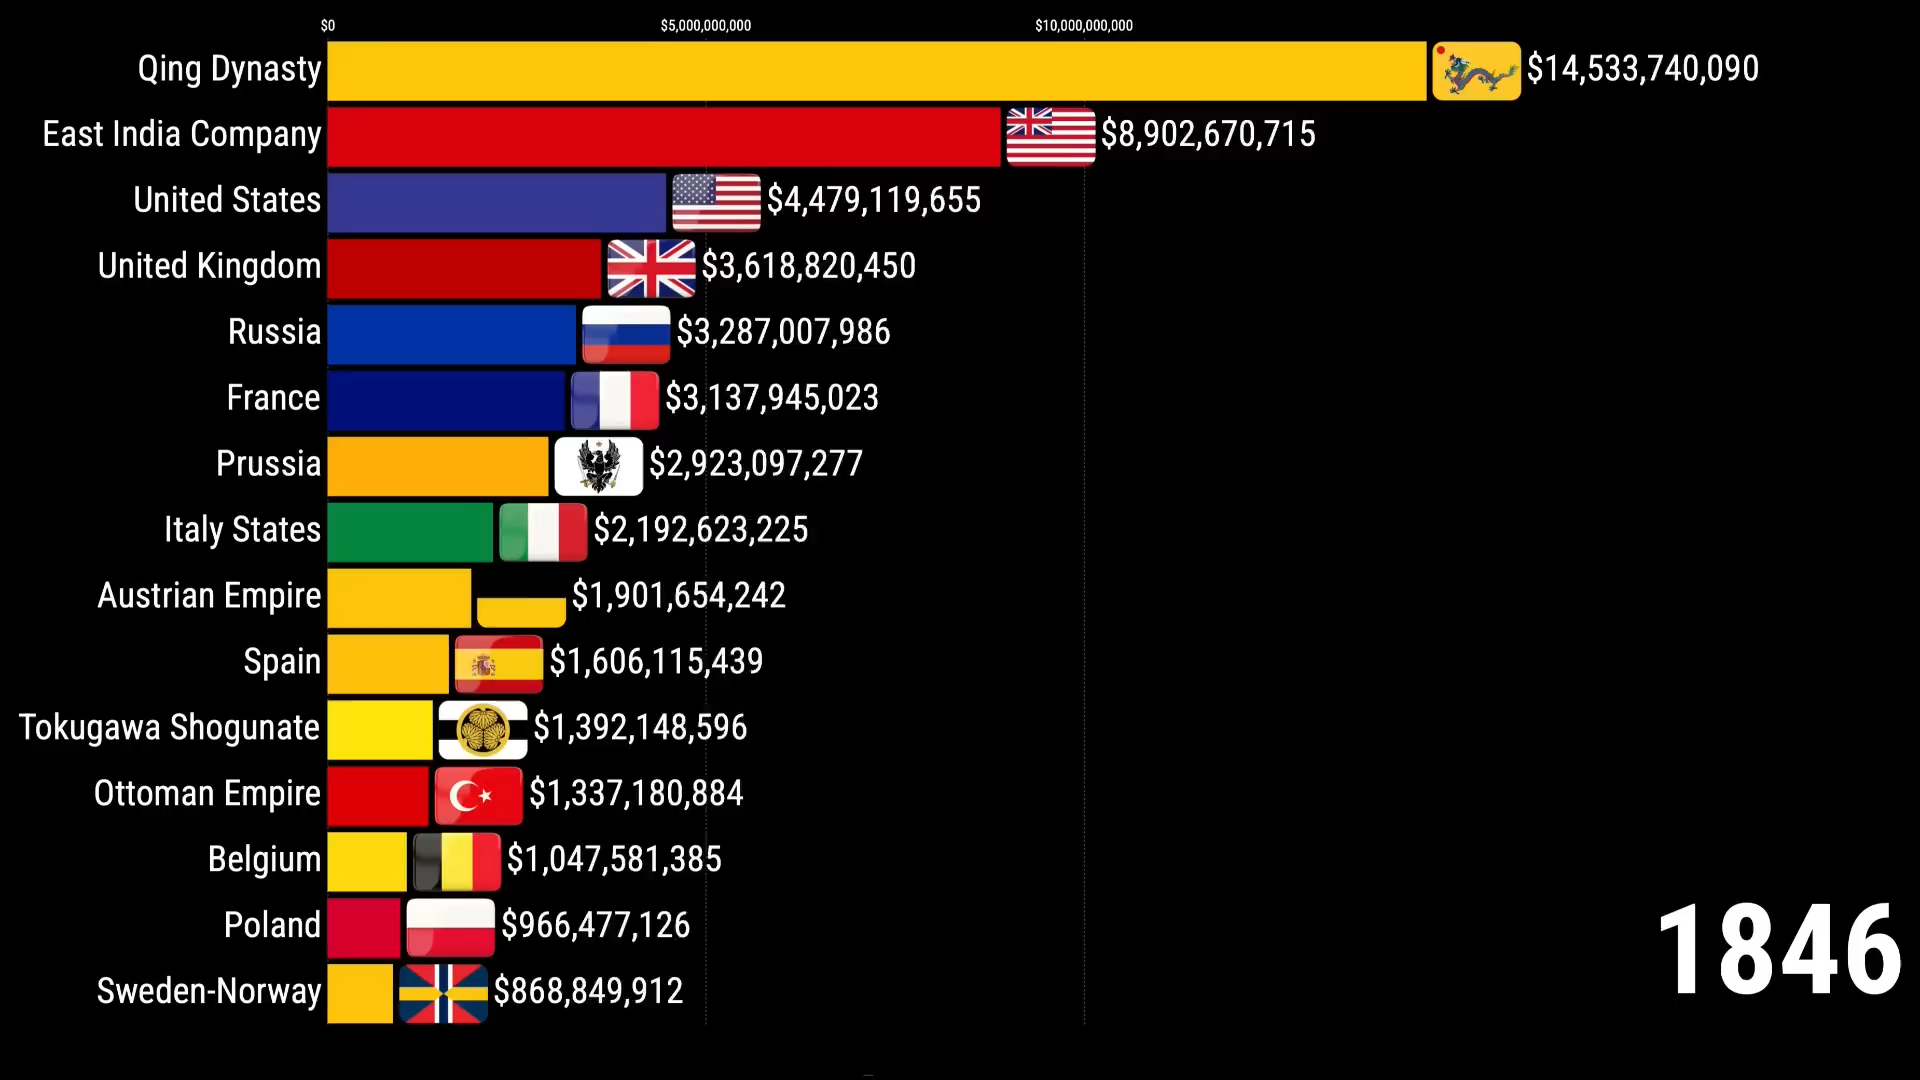 $0 $5,000,000,000 $10,000,000,000
Qing Dynasty $14,533,740,090
East India Company $8,902,670,715
United States $4,479,119,655
United Kingdom $3,618,820,450
Russia $3,287,007,986
France $3,137,945,023
Prussia $2,923,097,277
Italy States $2,192,623,225
Austrian Empire $1,901,654,242
Spain $1,606,115,439
Tokugawa Shogunate $1,392,148,596
Ottoman Empire $1,337,180,884
Belgium $1,047,581,385
Poland $966,477,126
Sweden-Norway $868,849,912
1846